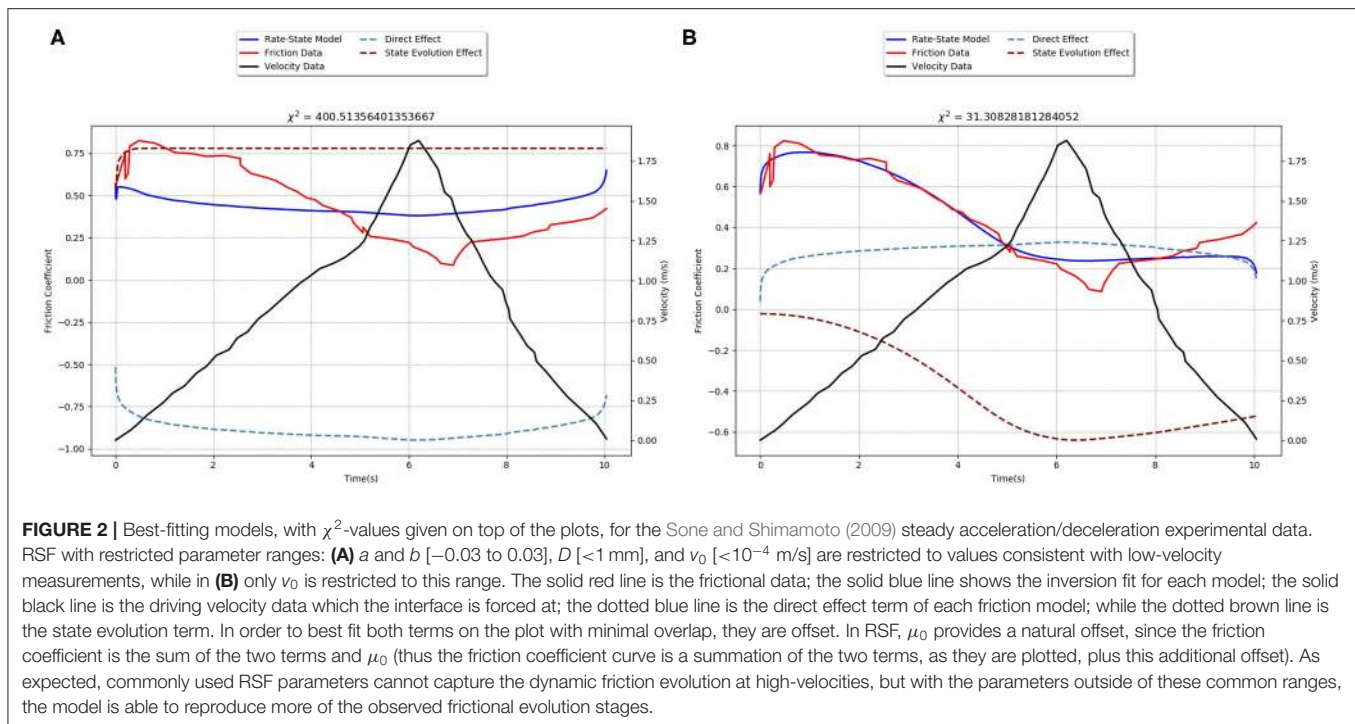 A
Rate-State Model
Friction Data
Velocity Data
Direct Effect
State Evolution Effect
χ² = 400.51356401353667
Friction Coefficient
0.75
0.50
0.25
0.00
−0.25
−0.50
−0.75
−1.00
Velocity (m/s)
1.75
1.50
1.25
1.00
0.75
0.50
0.25
0.00
0
2
4
6
8
10
Time(s)
B
Rate-State Model
Friction Data
Velocity Data
Direct Effect
State Evolution Effect
χ² = 31.30828181284052
Friction Coefficient
0.8
0.6
0.4
0.2
0.0
−0.2
−0.4
−0.6
Velocity (m/s)
1.75
1.50
1.25
1.00
0.75
0.50
0.25
0.00
0
2
4
6
8
10
Time(s)
FIGURE 2 | Best-fitting models, with χ²-values given on top of the plots, for the Sone and Shimamoto (2009) steady acceleration/deceleration experimental data.
RSF with restricted parameter ranges: (A) a and b [−0.03 to 0.03], D [<1 mm], and v₀ [<10⁻⁴ m/s] are restricted to values consistent with low-velocity
measurements, while in (B) only v₀ is restricted to this range. The solid red line is the frictional data; the solid blue line shows the inversion fit for each model; the solid
black line is the driving velocity data which the interface is forced at; the dotted blue line is the direct effect term of each friction model; while the dotted brown line is
the state evolution term. In order to best fit both terms on the plot with minimal overlap, they are offset. In RSF, μ₀ provides a natural offset, since the friction
coefficient is the sum of the two terms and μ₀ (thus the friction coefficient curve is a summation of the two terms, as they are plotted, plus this additional offset). As
expected, commonly used RSF parameters cannot capture the dynamic friction evolution at high-velocities, but with the parameters outside of these common ranges,
the model is able to reproduce more of the observed frictional evolution stages.